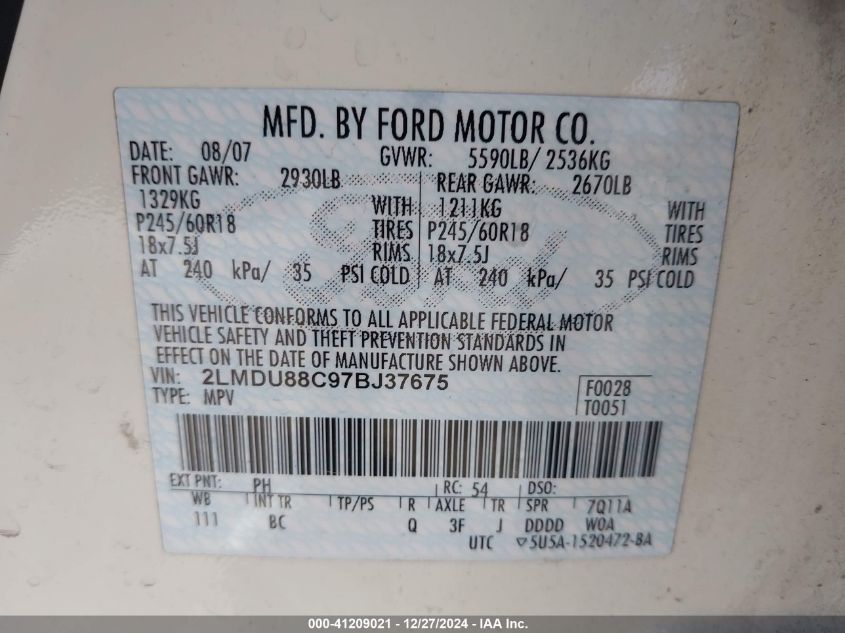 MFD. BY FORD MOTOR CO.
DATE: 08/07 GVWR: 5590LB/ 2536KG
FRONT GAWR: 2930LB REAR GAWR: 2670LB
1329KG WITH 1211KG WITH
P245/60R18 TIRES P245/60R18 TIRES
18x7.5J RIMS 18x7.5J RIMS
AT 240 kPa/ 35 PSI COLD AT 240 kPa/ 35 PSI COLD
THIS VEHICLE CONFORMS TO ALL APPLICABLE FEDERAL MOTOR
VEHICLE SAFETY AND THEFT PREVENTION STANDARDS IN
EFFECT ON THE DATE OF MANUFACTURE SHOWN ABOVE.
VIN: 2LMDU88C97BJ37675 F0028
TYPE: MPV T0051
EXT PNT: PH RC: 54 DSO:
WB INT TR TP/PS R AXLE TR SPR 7Q11A
111 BC Q 3F J DDDD WOA
UTC ▽5U5A-1520472-BA
Ford
000-41209021 - 12/27/2024 - IAA Inc.